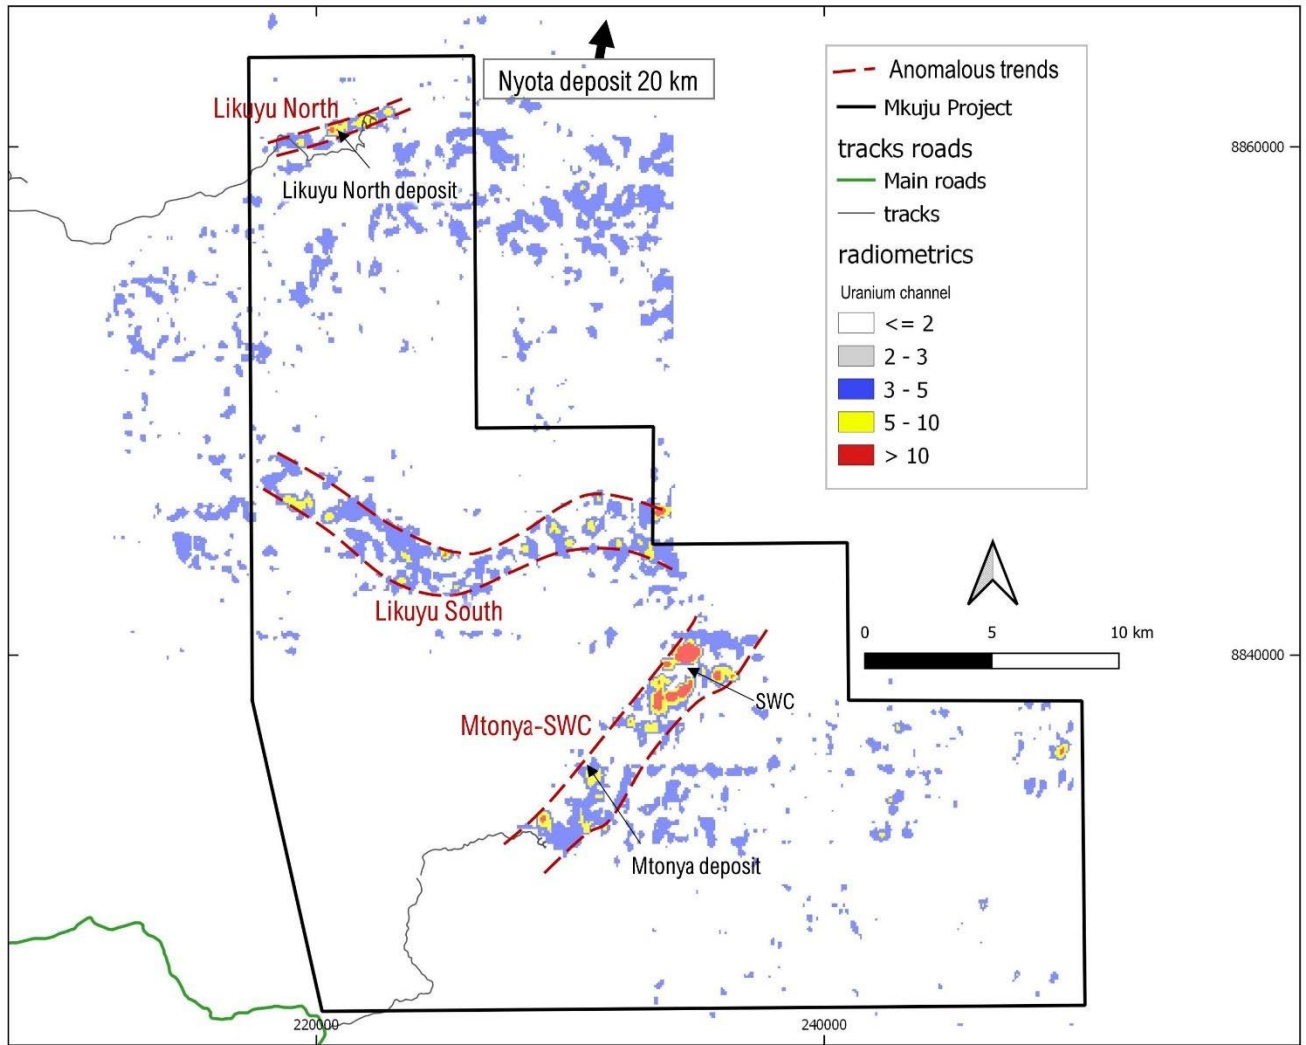 Nyota deposit 20 km
Likuyu North
Likuyu North deposit
Anomalous trends
Mkuju Project
tracks roads
Main roads
tracks
radiometrics
Uranium channel
<= 2
2 - 3
3 - 5
5 - 10
> 10
8860000
Likuyu South
0 5 10 km
8840000
SWC
Mtonya-SWC
Mtonya deposit
220000
240000